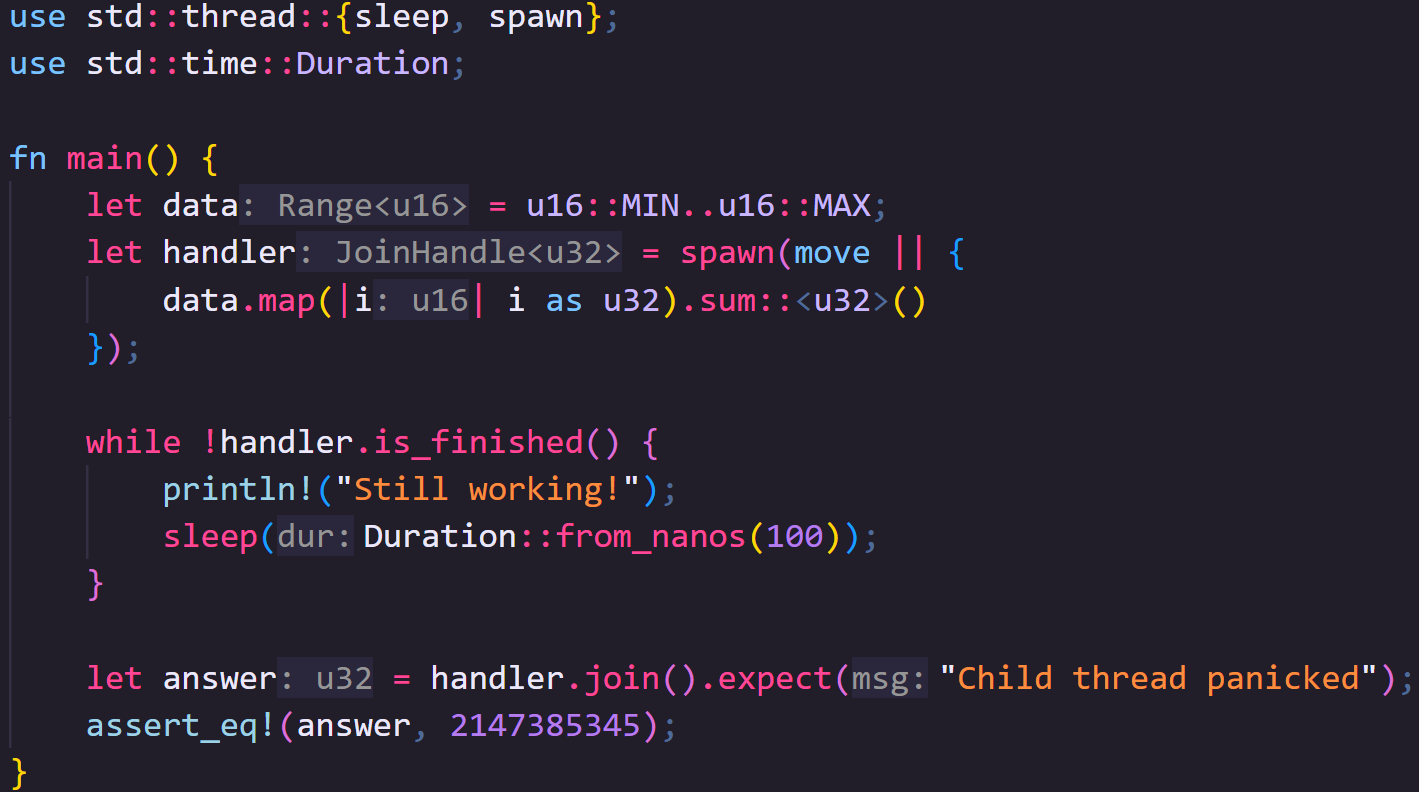 use std::thread::{sleep, spawn};
use std::time::Duration;
fn main() {
let data: Range<u16> = u16::MIN..u16::MAX;
let handler: JoinHandle<u32> = spawn(move || {
data.map(|i: u16| i as u32).sum::<u32>()
});
while !handler.is_finished() {
println!("Still working!");
sleep(dur: Duration::from_nanos(100));
}
let answer: u32 = handler.join().expect(msg: "Child thread panicked");
assert_eq!(answer, 2147385345);
}